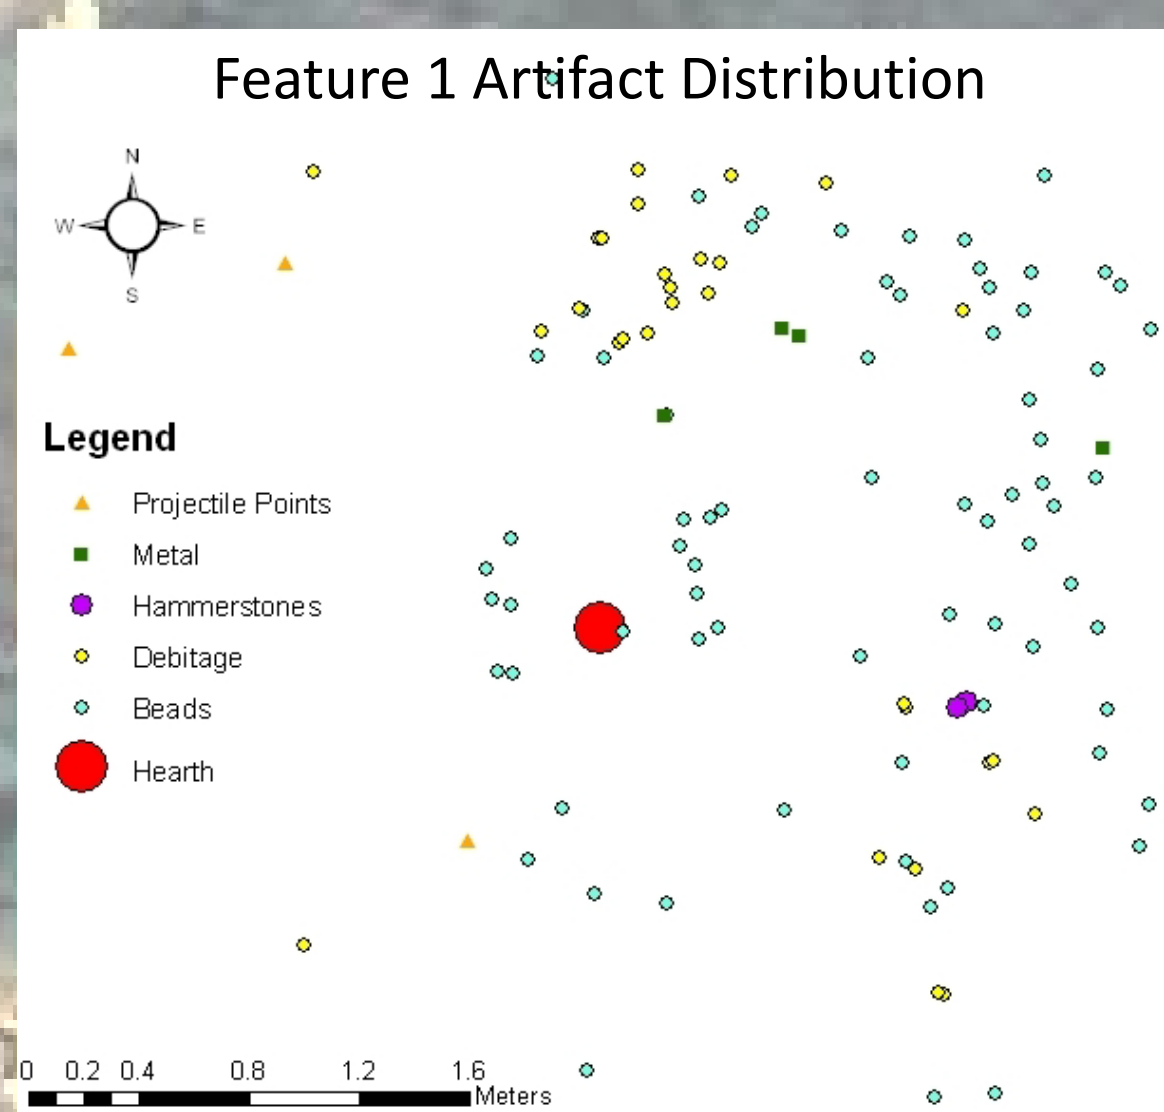 Feature 1 Artifact Distribution
N
W E
S
Legend
Projectile Points
Metal
Hammerstones
Debitage
Beads
Hearth
0 0.2 0.4 0.8 1.2 1.6
Meters